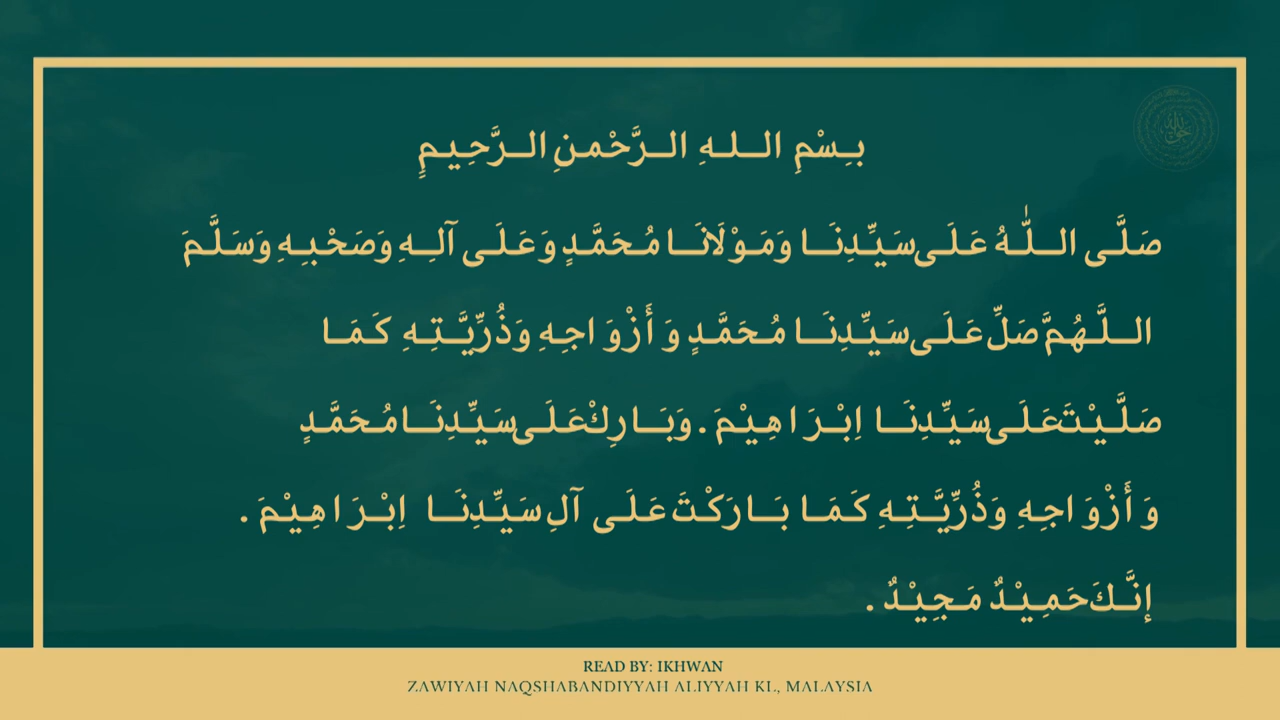 بِسْمِ اللهِ الرَّحْمنِ الرَّحِيمِ
صَلَّى اللّٰهُ عَلَى سَيِّدِنَا وَمَوْلَانَا مُحَمَّدٍ وَعَلَى آلِهِ وَصَحْبِهِ وَسَلَّمَ
اللَّهُمَّ صَلِّ عَلَى سَيِّدِنَا مُحَمَّدٍ وَ أَزْوَاجِهِ وَذُرِّيَّتِهِ كَمَا
صَلَّيْتَ عَلَى سَيِّدِنَا اِبْرَاهِيْمَ . وَبَارِكْ عَلَى سَيِّدِنَا مُحَمَّدٍ
وَ أَزْوَاجِهِ وَذُرِّيَّتِهِ كَمَا بَارَكْتَ عَلَى آلِ سَيِّدِنَا اِبْرَاهِيْمَ .
إِنَّكَ حَمِيْدٌ مَجِيْدٌ .
READ BY: IKHWAN
ZAWIYAH NAQSHABANDIYYAH ALIYYAH KL, MALAYSIA